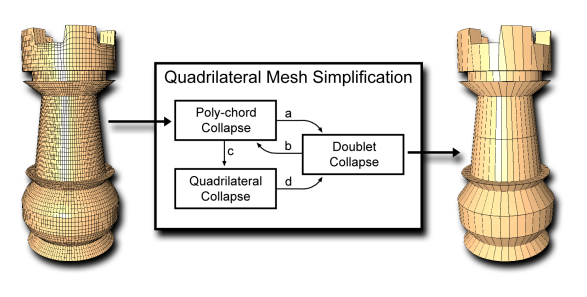 Quadrilateral Mesh Simplification
Poly-chord
Collapse
a
b
c
Doublet
Collapse
Quadrilateral
Collapse
d